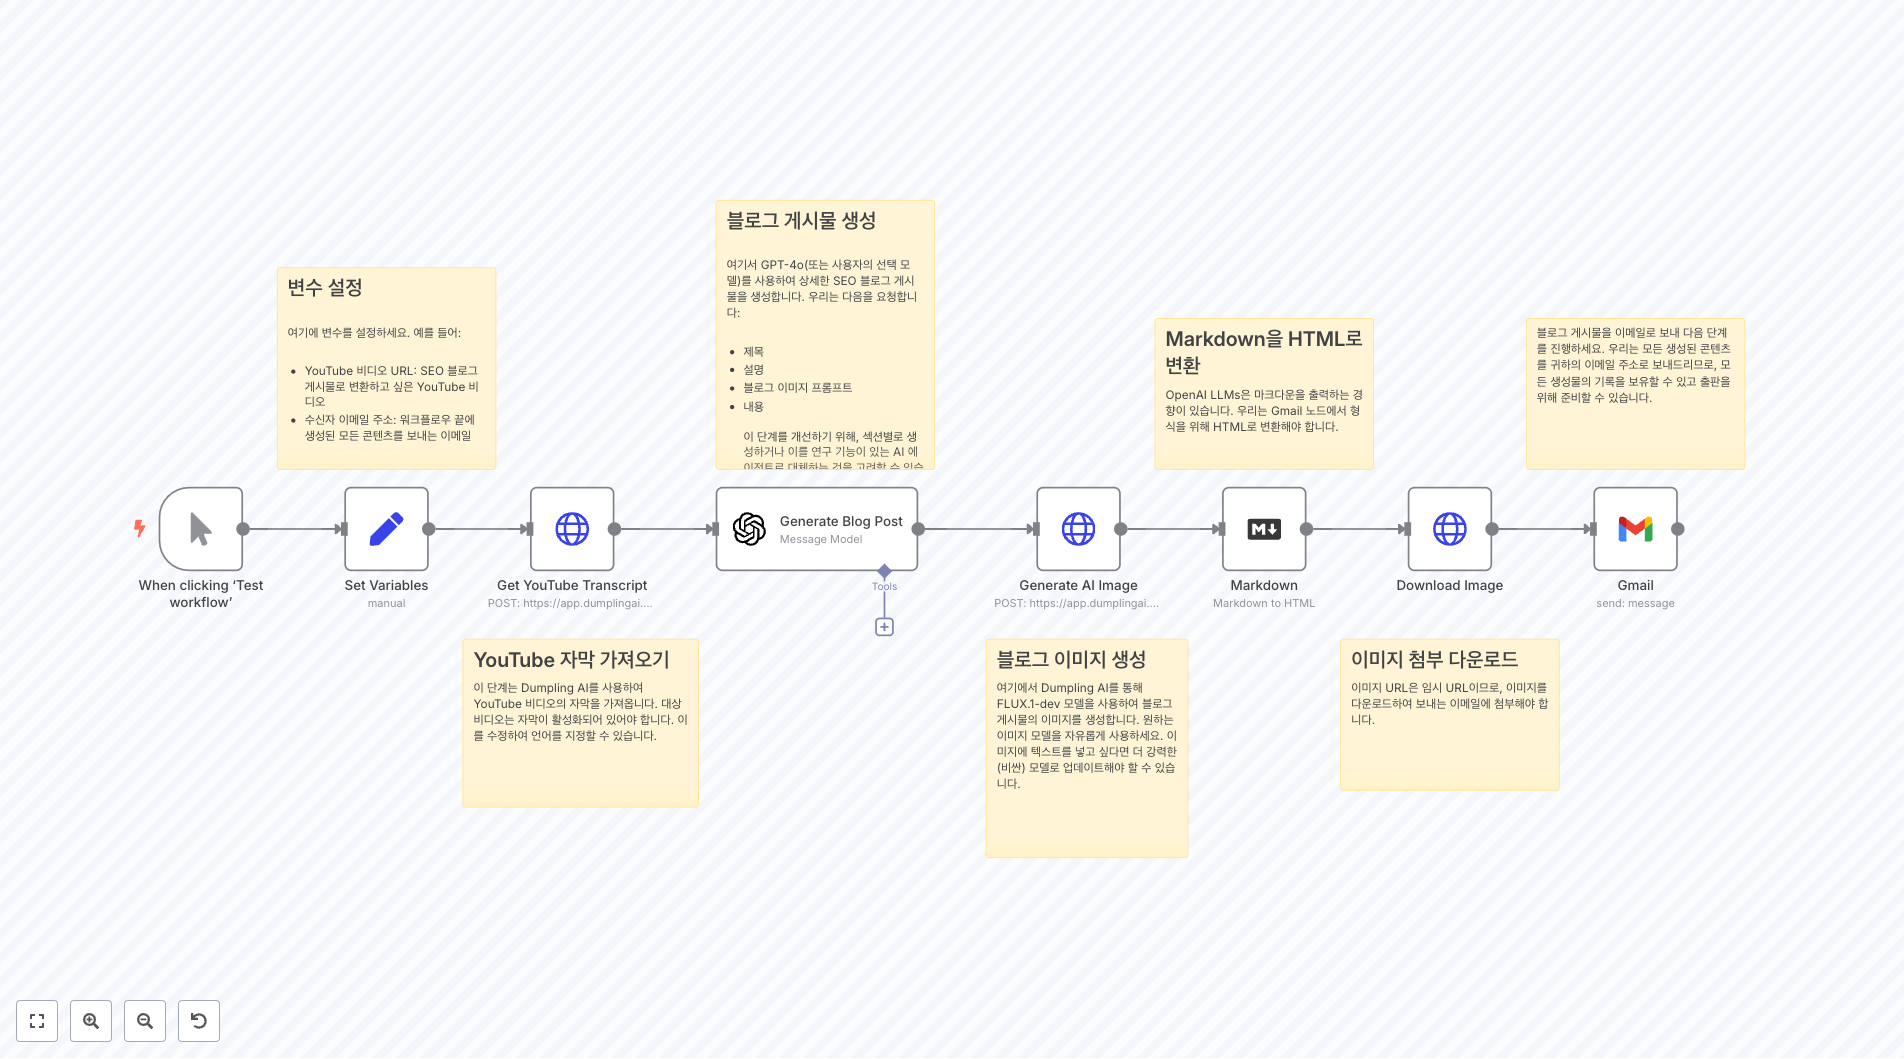 블로그 게시물 생성
여기서 GPT-4o(또는 사용자의 선택 모
델)를 사용하여 상세한 SEO 블로그 게시
물을 생성합니다. 우리는 다음을 요청합니
다:
제목
설명
블로그 이미지 프롬프트
내용
이 단계를 개선하기 위해, 섹션별로 생
성하거나 이를 연구 기능이 있는 AI 에
이전트로 대체하는 것을 고려할 수 있습
변수 설정
여기에 변수를 설정하세요. 예를 들어:
YouTube 비디오 URL: SEO 블로그
게시물로 변환하고 싶은 YouTube 비
디오
수신자 이메일 주소: 워크플로우 끝에
생성된 모든 콘텐츠를 보내는 이메일
Markdown을 HTML로
변환
OpenAI LLMs은 마크다운을 출력하는 경
향이 있습니다. 우리는 Gmail 노드에서 형
식을 위해 HTML로 변환해야 합니다.
블로그 게시물을 이메일로 보내 다음 단계
를 진행하세요. 우리는 모든 생성된 콘텐츠
를 귀하의 이메일 주소로 보내드리므로, 모
든 생성물의 기록을 보유할 수 있고 출판을
위해 준비할 수 있습니다.
When clicking ‘Test
workflow’
Set Variables
manual
Get YouTube Transcript
POST: https://app.dumplingai....
Generate Blog Post
Message Model
Tools
Generate AI Image
POST: https://app.dumplingai....
Markdown
Markdown to HTML
Download Image
Gmail
send: message
YouTube 자막 가져오기
이 단계는 Dumpling AI를 사용하여
YouTube 비디오의 자막을 가져옵니다. 대상
비디오는 자막이 활성화되어 있어야 합니다. 이
를 수정하여 언어를 지정할 수 있습니다.
블로그 이미지 생성
여기에서 Dumpling AI를 통해
FLUX.1-dev 모델을 사용하여 블로그
게시물의 이미지를 생성합니다. 원하는
이미지 모델을 자유롭게 사용하세요. 이
미지에 텍스트를 넣고 싶다면 더 강력한
(비싼) 모델로 업데이트해야 할 수 있습
니다.
이미지 첨부 다운로드
이미지 URL은 임시 URL이므로, 이미지를
다운로드하여 보내는 이메일에 첨부해야 합
니다.